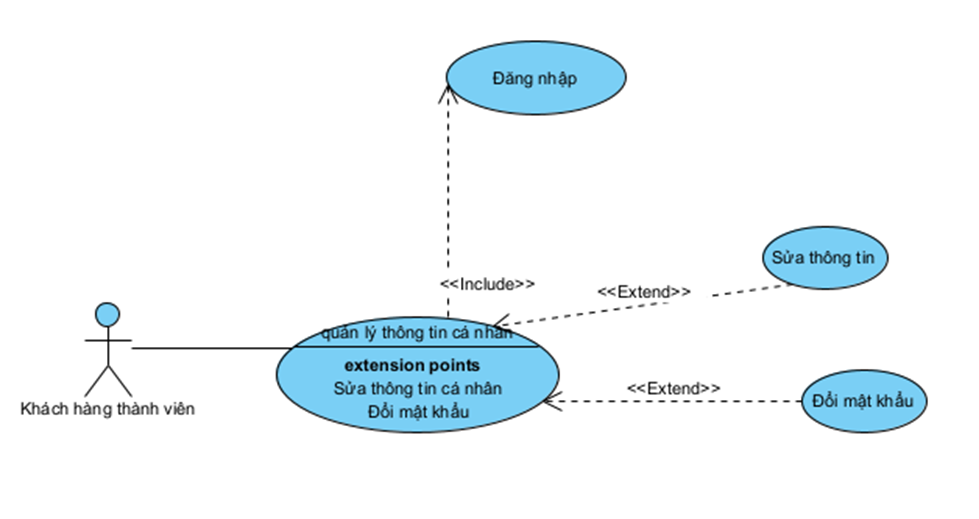 Đăng nhập
Sửa thông tin
<<Include>>
<<Extend>>
quản lý thông tin cá nhân
extension points
Sửa thông tin cá nhân
Đổi mật khẩu
<<Extend>>
Đổi mật khẩu
Khách hàng thành viên